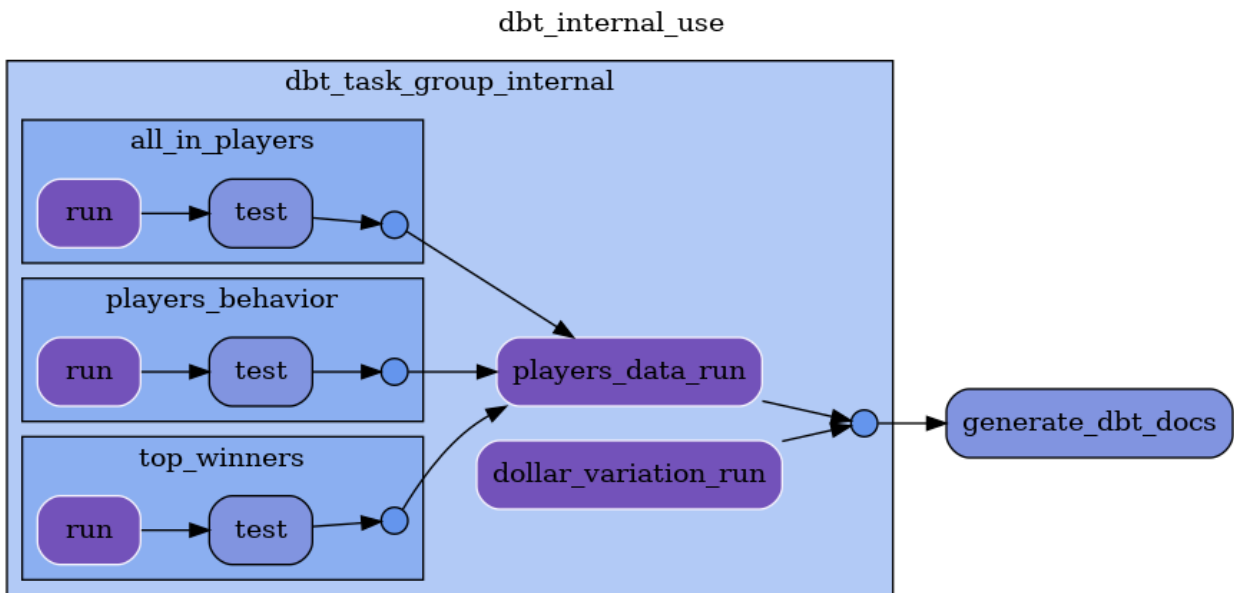 dbt_internal_use
dbt_task_group_internal
all_in_players
run
test
players_behavior
run
test
players_data_run
generate_dbt_docs
top_winners
dollar_variation_run
run
test